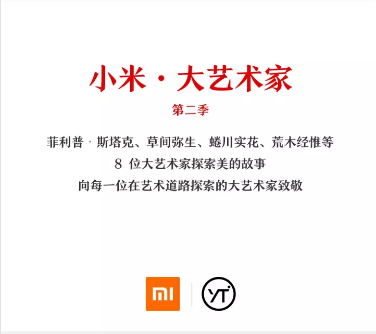 小米·大艺术家
第二季
菲利普·斯塔克、草间弥生、蜷川实花、荒木经惟等
8 位大艺术家探索美的故事
向每一位在艺术道路探索的大艺术家致敬
mi YT